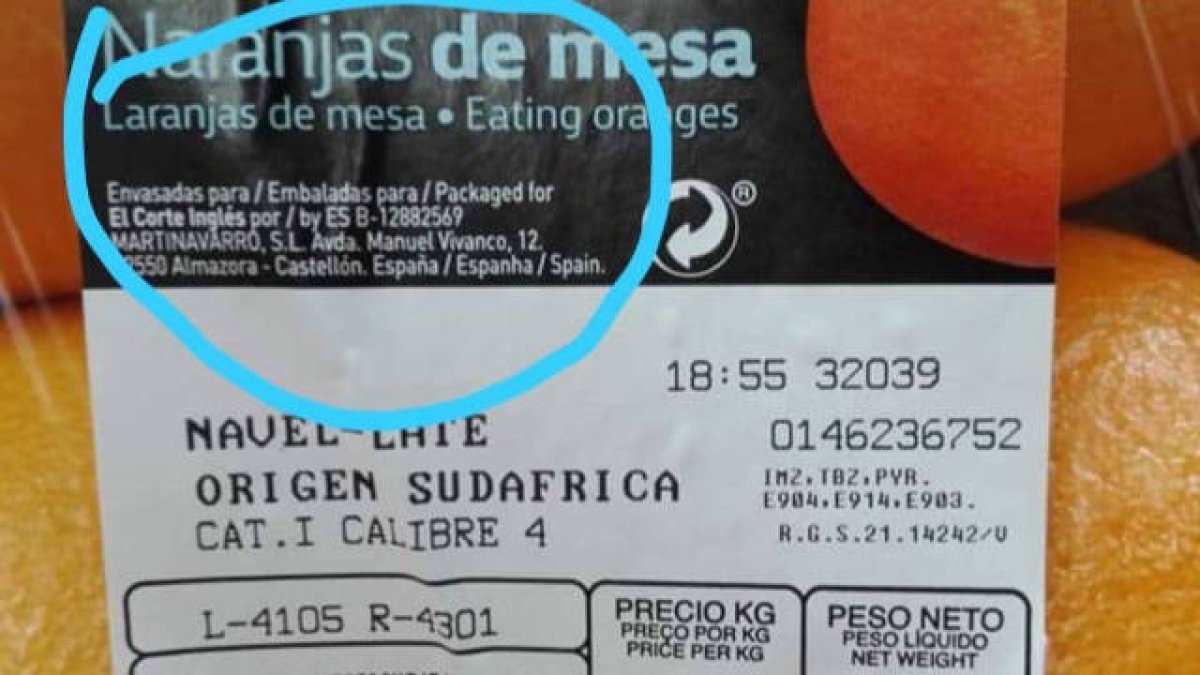 Naranjas de mesa
Laranjas de mesa • Eating oranges
Envasadas para / Embaladas para / Packaged for
El Corte Inglés por / by ES B-12882569
MARTINAVARRO, S.L. Avda. Manuel Vivanco, 12.
Almazora - Castellón. España / Espanha / Spain.
®
18:55 32039
NAVEL-LATE
0146236752
ORIGEN SUDAFRICA
IMZ,TBZ,PYR.
E904,E914,E903.
CAT.I CALIBRE 4
R.G.S.21.14242/V
L-4105 R-4301
PRECIO KG
PREÇO POR KG
PRICE PER KG
PESO NETO
PESO LÍQUIDO
NET WEIGHT